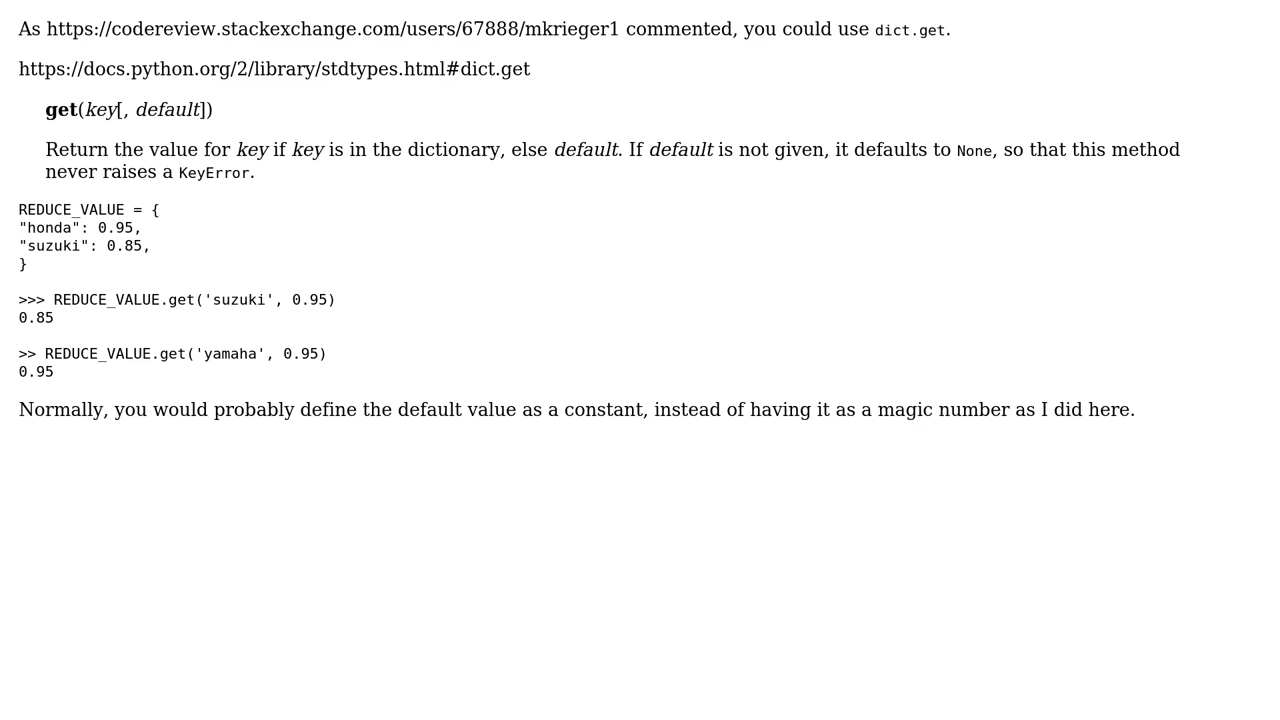 As https://codereview.stackexchange.com/users/67888/mkrieger1 commented, you could use dict.get.
https://docs.python.org/2/library/stdtypes.html#dict.get
get(key[, default])
Return the value for key if key is in the dictionary, else default. If default is not given, it defaults to None, so that this method
never raises a KeyError.
REDUCE_VALUE = {
"honda": 0.95,
"suzuki": 0.85,
}
>>> REDUCE_VALUE.get('suzuki', 0.95)
0.85
>> REDUCE_VALUE.get('yamaha', 0.95)
0.95
Normally, you would probably define the default value as a constant, instead of having it as a magic number as I did here.